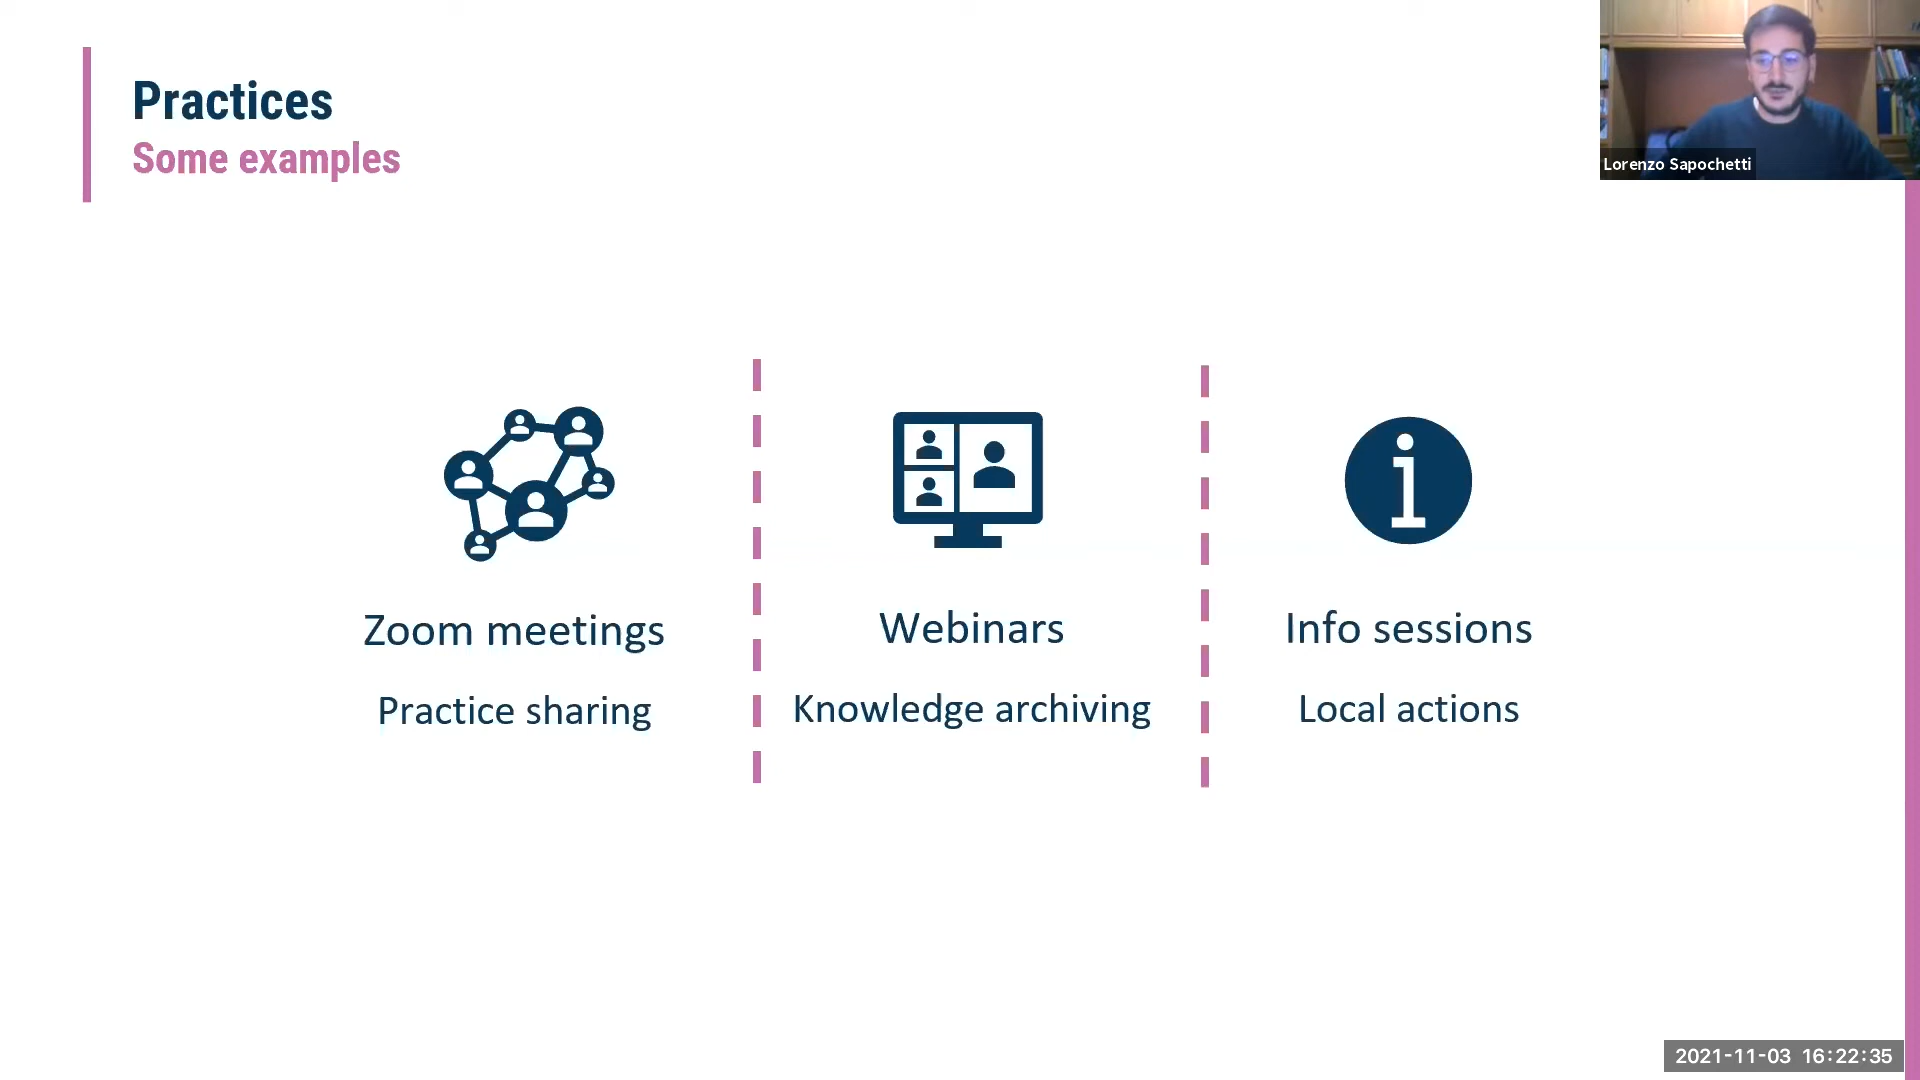 Practices
Some examples
Lorenzo Sapochetti
Zoom meetings
Practice sharing
Webinars
Knowledge archiving
Info sessions
Local actions
2021-11-03 16:22:35